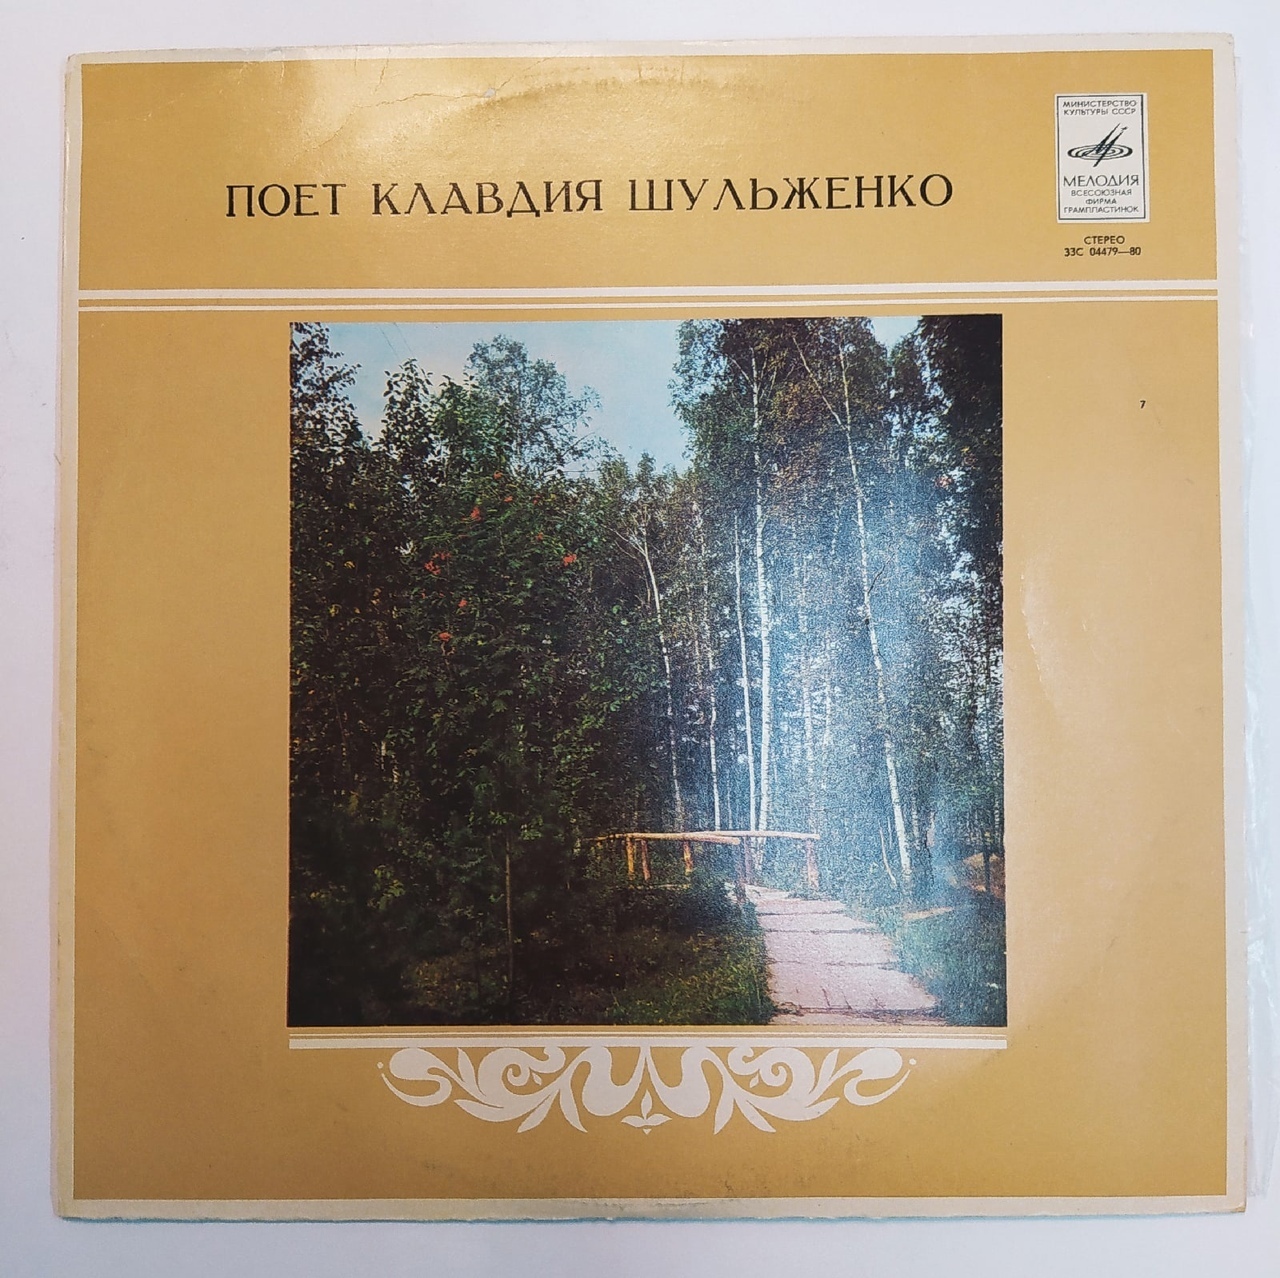 МИНИСТЕРСТВО
КУЛЬТУРЫ СССР
МЕЛОДИЯ
ВСЕСОЮЗНАЯ
ФИРМА
ГРАМПЛАСТИНОК
СТЕРЕО
33С 04479—80
ПОЕТ КЛАВДИЯ ШУЛЬЖЕНКО
7